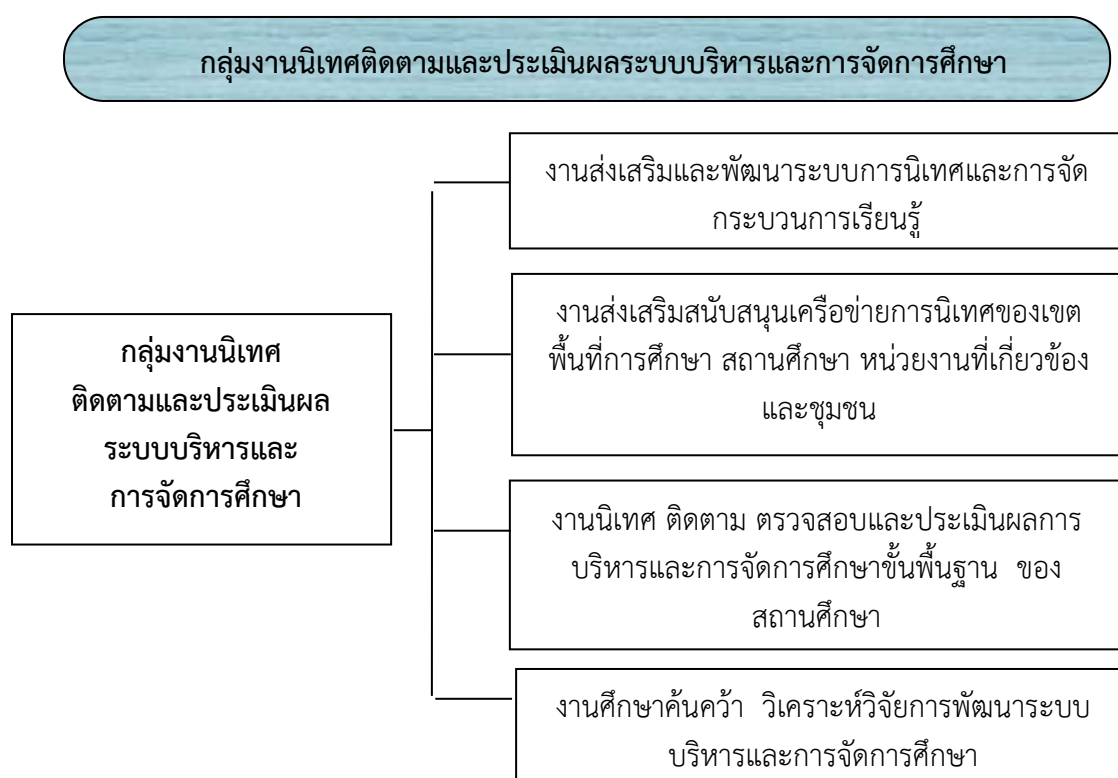 กลุ่มงานนิเทศติดตามและประเมินผลระบบบริหารและการจัดการศึกษา
กลุ่มงานนิเทศ
ติดตามและประเมินผล
ระบบบริหารและ
การจัดการศึกษา
งานส่งเสริมและพัฒนาระบบการนิเทศและการจัด
กระบวนการเรียนรู้
งานส่งเสริมสนับสนุนเครือข่ายการนิเทศของเขต
พื้นที่การศึกษา สถานศึกษา หน่วยงานที่เกี่ยวข้อง
และชุมชน
งานนิเทศ ติดตาม ตรวจสอบและประเมินผลการ
บริหารและการจัดการศึกษาขั้นพื้นฐาน ของ
สถานศึกษา
งานศึกษาค้นคว้า วิเคราะห์วิจัยการพัฒนาระบบ
บริหารและการจัดการศึกษา